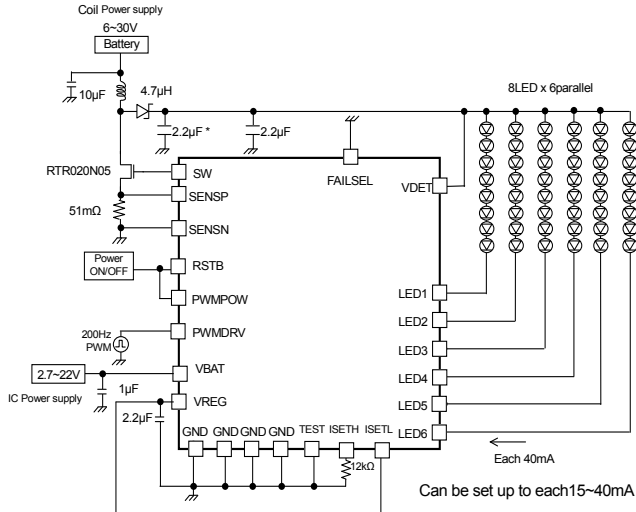 Coil Power supply
6~30V
Battery
10µF
4.7µH
2.2µF *
2.2µF
8LED x 6parallel
RTR020N05
SW
FAILSEL
VDET
SENSP
51mΩ
SENSN
Power
ON/OFF
RSTB
PWMPOW
LED1
LED2
200Hz
PWM
PWMDRV
LED3
2.7~22V
VBAT
LED4
1µF
IC Power supply
VREG
LED5
2.2µF
GND GND GND GND TEST ISETH ISETL
LED6
12kΩ
Each 40mA
Can be set up to each15~40mA